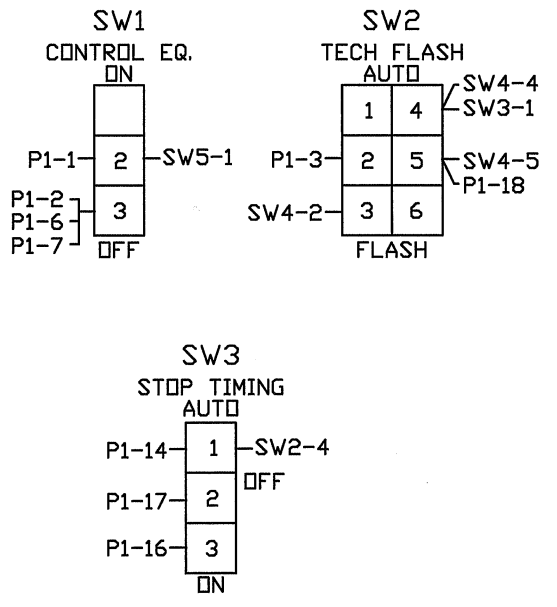 SW1
CONTROL EQ.
ON
2
3
P1-1
SW5-1
P1-2
P1-6
P1-7
OFF
SW2
TECH FLASH
AUTO
1 4
2 5
3 6
SW4-4
SW3-1
P1-3
SW4-5
P1-18
SW4-2
FLASH
SW3
STOP TIMING
AUTO
P1-14 1 SW2-4
OFF
P1-17 2
P1-16 3
ON